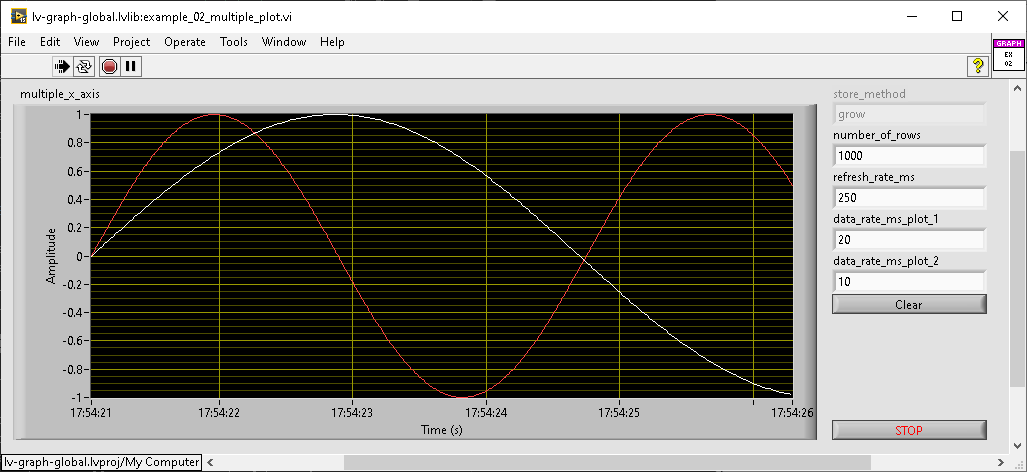 lv-graph-global.lvlib:example_02_multiple_plot.vi
File Edit View Project Operate Tools Window Help
GRAPH
EX
02
?
multiple_x_axis
1
0.8
0.6
0.4
0.2
0
-0.2
-0.4
-0.6
-0.8
-1
Amplitude
17:54:21 17:54:22 17:54:23 17:54:24 17:54:25 17:54:26
Time (s)
store_method
grow
number_of_rows
1000
refresh_rate_ms
250
data_rate_ms_plot_1
20
data_rate_ms_plot_2
10
Clear
STOP
lv-graph-global.lvproj/My Computer